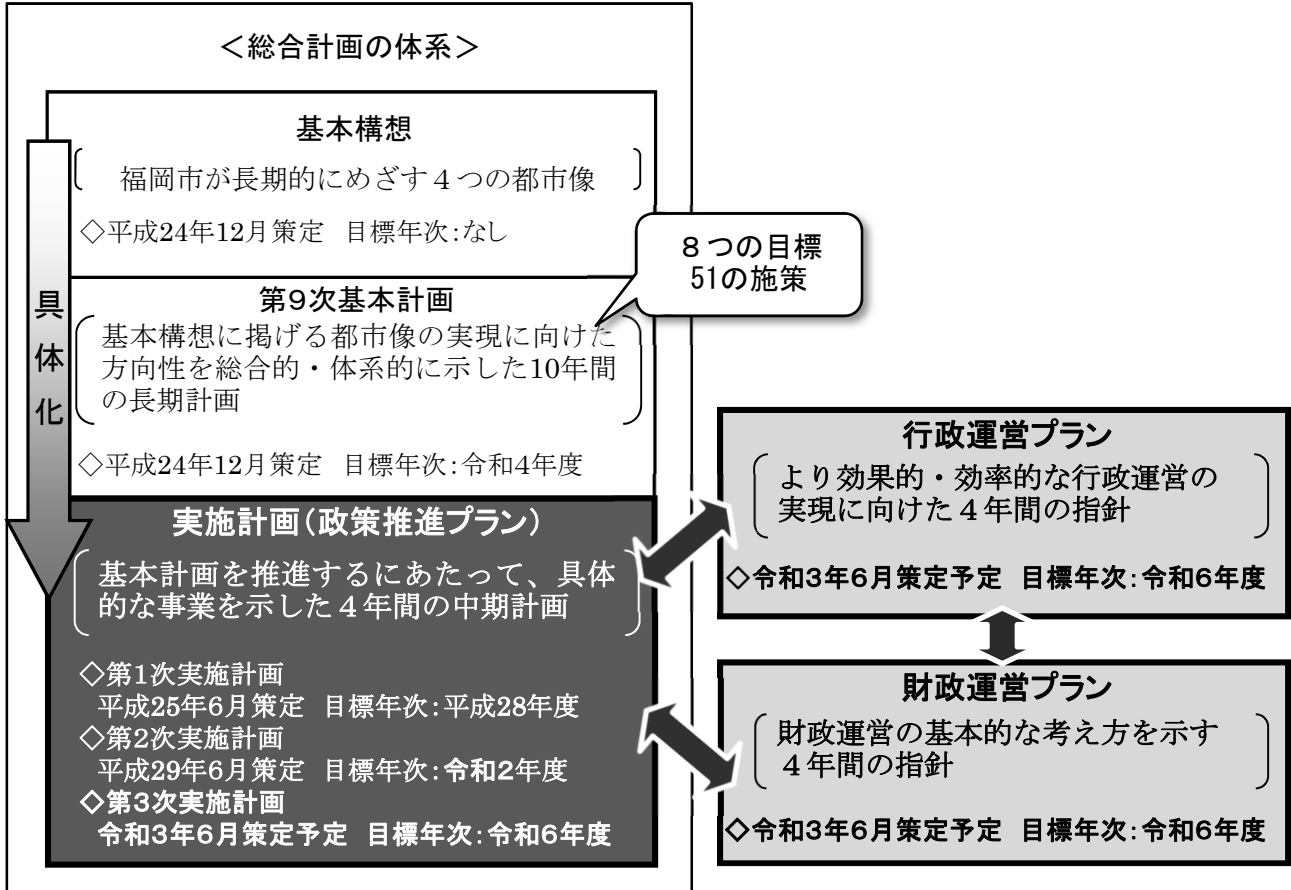 ＜総合計画の体系＞
基本構想
福岡市が長期的にめざす４つの都市像
◇平成24年12月策定　目標年次：なし
８つの目標
51の施策
具体化
第９次基本計画
基本構想に掲げる都市像の実現に向けた
方向性を総合的・体系的に示した10年間
の長期計画
◇平成24年12月策定　目標年次：令和4年度
実施計画（政策推進プラン）
基本計画を推進するにあたって、具体
的な事業を示した４年間の中期計画
◇第1次実施計画
平成25年6月策定　目標年次：平成28年度
◇第2次実施計画
平成29年6月策定　目標年次：令和2年度
◇第3次実施計画
令和3年6月策定予定　目標年次：令和6年度
行政運営プラン
より効果的・効率的な行政運営の
実現に向けた４年間の指針
◇令和3年6月策定予定　目標年次：令和6年度
財政運営プラン
財政運営の基本的な考え方を示す
４年間の指針
◇令和3年6月策定予定　目標年次：令和6年度